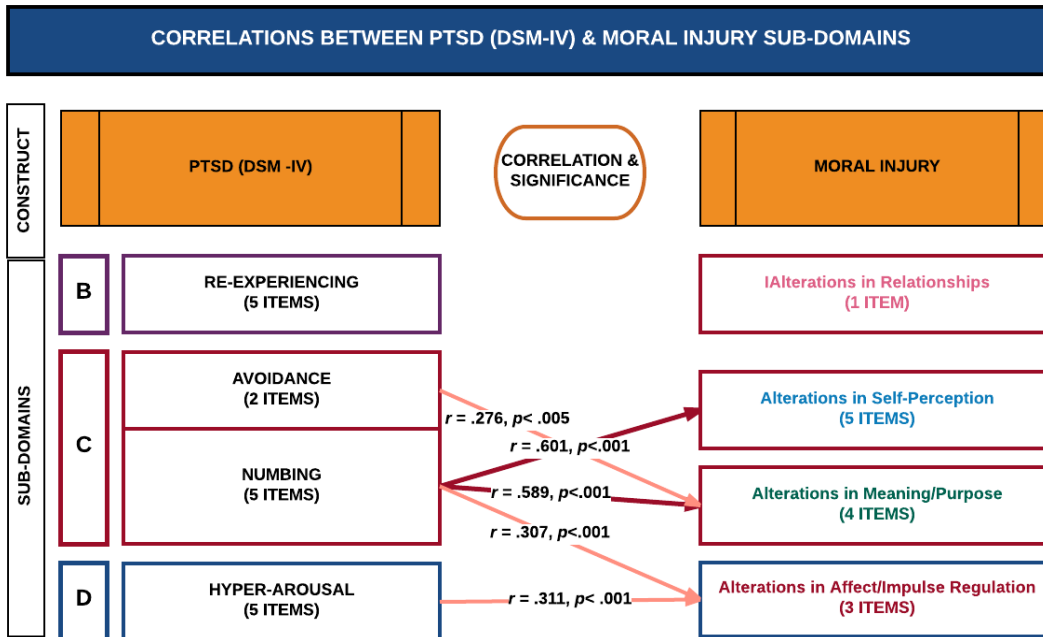 CORRELATIONS BETWEEN PTSD (DSM-IV) & MORAL INJURY SUB-DOMAINS
CONSTRUCT
PTSD (DSM -IV)
CORRELATION &
SIGNIFICANCE
MORAL INJURY
SUB-DOMAINS
B
RE-EXPERIENCING
(5 ITEMS)
IAlterations in Relationships
(1 ITEM)
C
AVOIDANCE
(2 ITEMS)
r = .276, p< .005
Alterations in Self-Perception
(5 ITEMS)
r = .601, p<.001
NUMBING
(5 ITEMS)
r = .589, p<.001
Alterations in Meaning/Purpose
(4 ITEMS)
r = .307, p<.001
D
HYPER-AROUSAL
(5 ITEMS)
r = .311, p< .001
Alterations in Affect/Impulse Regulation
(3 ITEMS)